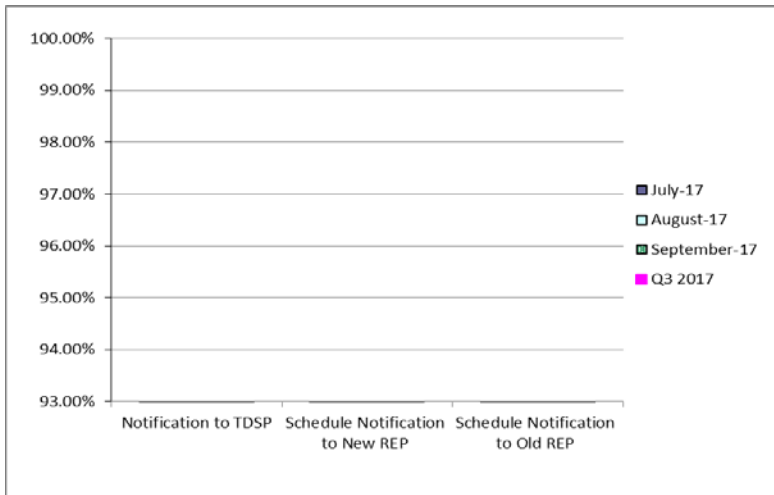 100.00%
99.00%
98.00%
97.00%
96.00%
95.00%
94.00%
93.00%
Notification to TDSP
Schedule Notification
to New REP
Schedule Notification
to Old REP
July-17
August-17
September-17
Q3 2017